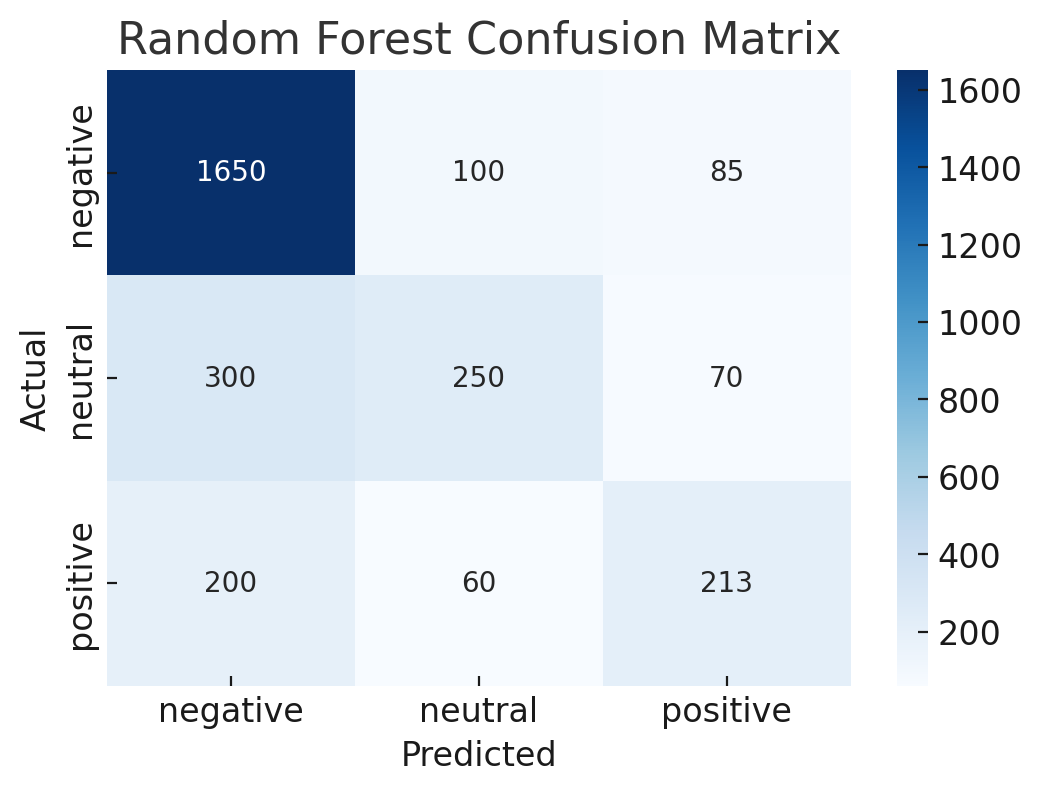 Random Forest Confusion Matrix
Actual
negative
1650 100 85
neutral
300 250 70
positive
200 60 213
negative neutral positive
Predicted
1600
1400
1200
1000
800
600
400
200